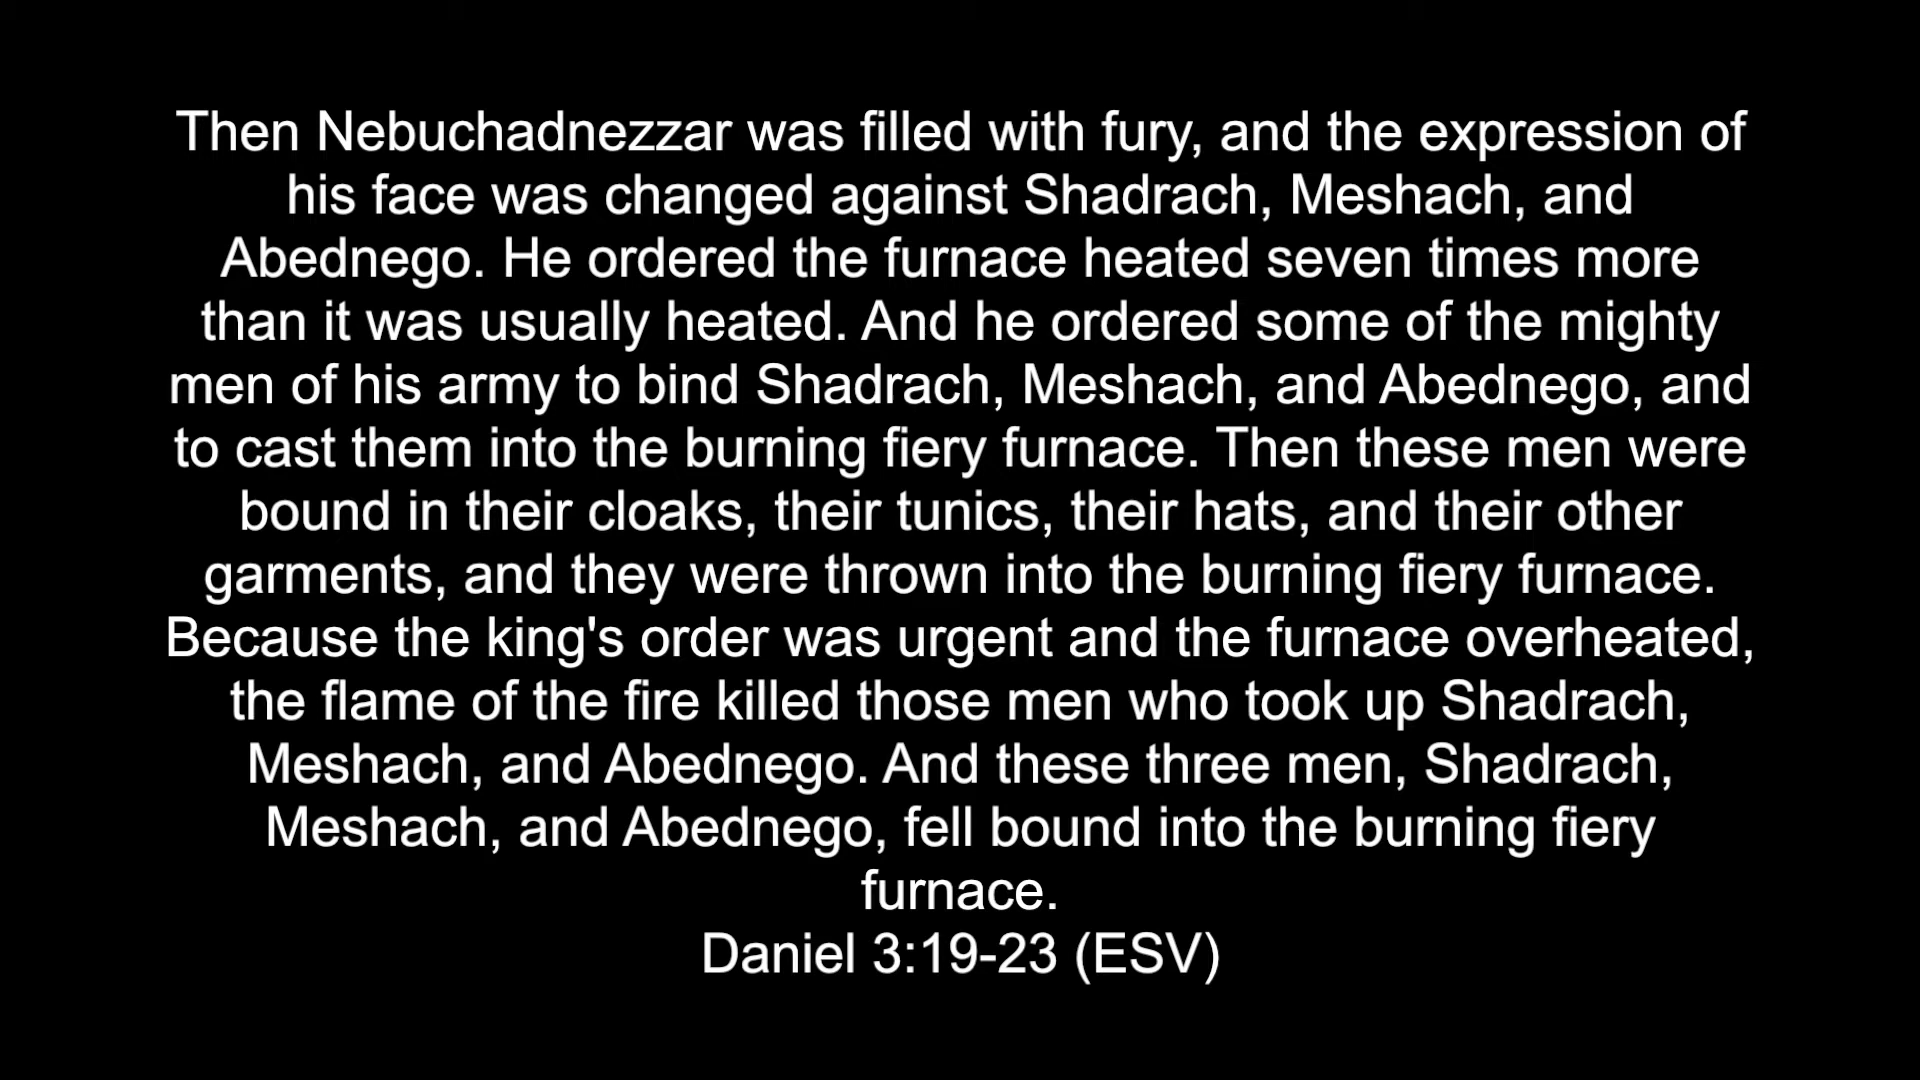 Then Nebuchadnezzar was filled with fury, and the expression of
his face was changed against Shadrach, Meshach, and
Abednego. He ordered the furnace heated seven times more
than it was usually heated. And he ordered some of the mighty
men of his army to bind Shadrach, Meshach, and Abednego, and
to cast them into the burning fiery furnace. Then these men were
bound in their cloaks, their tunics, their hats, and their other
garments, and they were thrown into the burning fiery furnace.
Because the king's order was urgent and the furnace overheated,
the flame of the fire killed those men who took up Shadrach,
Meshach, and Abednego. And these three men, Shadrach,
Meshach, and Abednego, fell bound into the burning fiery
furnace.
Daniel 3:19-23 (ESV)